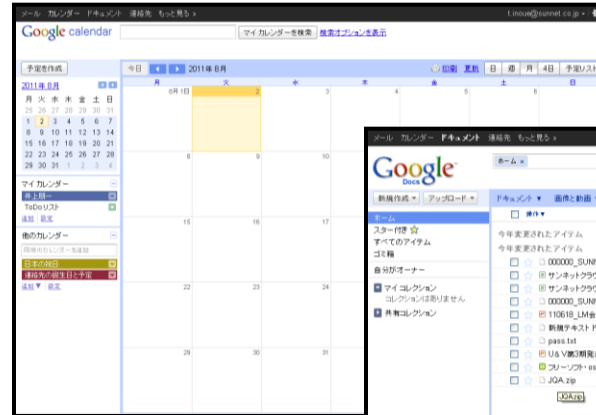 メール カレンダー ドキュメント 連絡先 もっと見る »
t.inoue@sunnet.co.jp
Google calendar
マイ カレンダーを検索 検索オプションを表示
予定を作成
今日 2011年 8月
印刷 更新 日 週 月 4日 予定リスト
2011年 8月
月 火 水 木 金 土 日
25 26 27 28 29 30 31
1 2 3 4 5 6 7
8 9 10 11 12 13 14
15 16 17 18 19 20 21
22 23 24 25 26 27 28
29 30 31 1 2 3 4
マイ カレンダー
ToDo リスト
追加 設定
他のカレンダー
友人のカレンダーを追加
日本の祝日
連絡先の誕生日と予定
追加 ▼ 設定
月 火 水 木 金 土 日
8月 1日 2 3 4 5 6
8 9 10
15 16 17
22 23 24
29 30 31
メール カレンダー ドキュメント 連絡先 もっと見る »
Google Docs
ホーム ×
新規作成 アップロード
ドキュメント ▼ 画像と動画
ホーム
スター付き
すべてのアイテム
ゴミ箱
自分がオーナー
マイ コレクション
コレクションはありません
共有コレクション
操作▼
今年変更されたアイテム
今年変更されたアイテム
000000_SUNN
サンネットクラウ
サンネットクラウ
000000_SUNN
110618_LM会
新規テキスト ド
pass.txt
U&V第3期発
フリーソフト・os
JQA.zip
JQA.zip